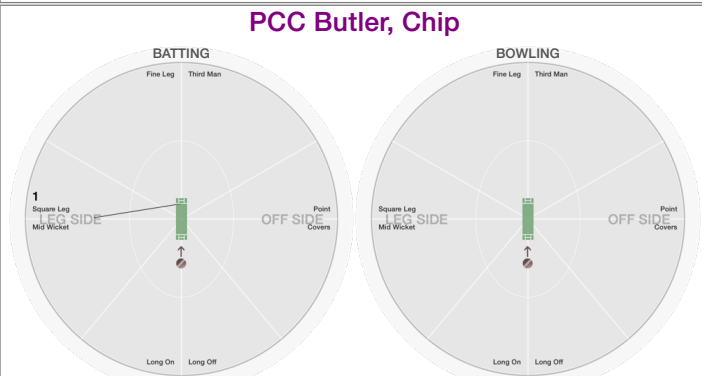 PCC Butler, Chip
BATTING
Fine Leg Third Man
1
Square Leg
LEG SIDE
Mid Wicket
Point
OFF SIDE
Covers
Long On Long Off
BOWLING
Fine Leg Third Man
Square Leg
LEG SIDE
Mid Wicket
Point
OFF SIDE
Covers
Long On Long Off